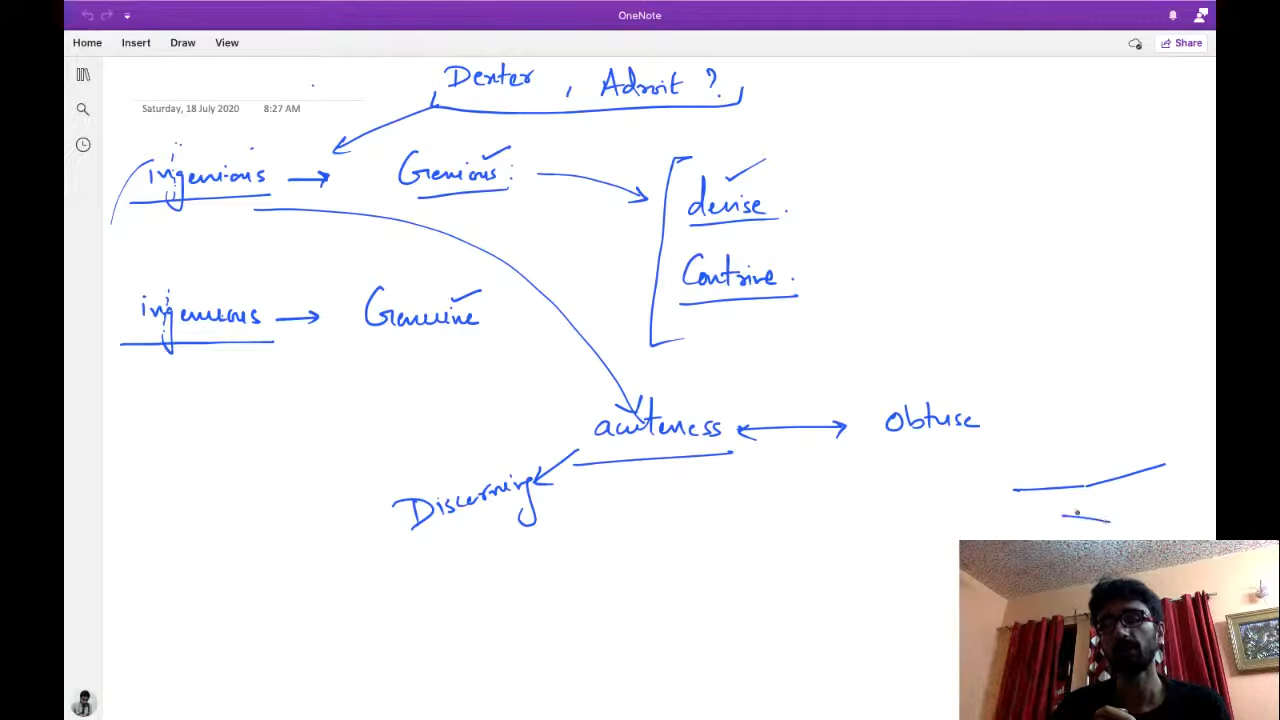 OneNote
Home Insert Draw View
Share
Dexter, Adroit ?
Saturday, 18 July 2020 8:27 AM
ingenious → Genious :
devise .
Contrive .
ingenuous → Genuine
acuteness ↔ Obtuse
Discerning